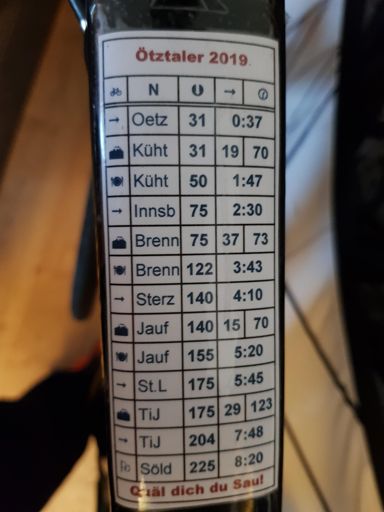 Ötztaler 2019
N
Oetz 31 0:37
Küht 31 19 70
Küht 50 1:47
Innsb 75 2:30
Brenn 75 37 73
Brenn 122 3:43
Sterz 140 4:10
Jauf 140 15 70
Jauf 155 5:20
St.L 175 5:45
TiJ 175 29 123
TiJ 204 7:48
Söld 225 8:20
Quäl dich du Sau!